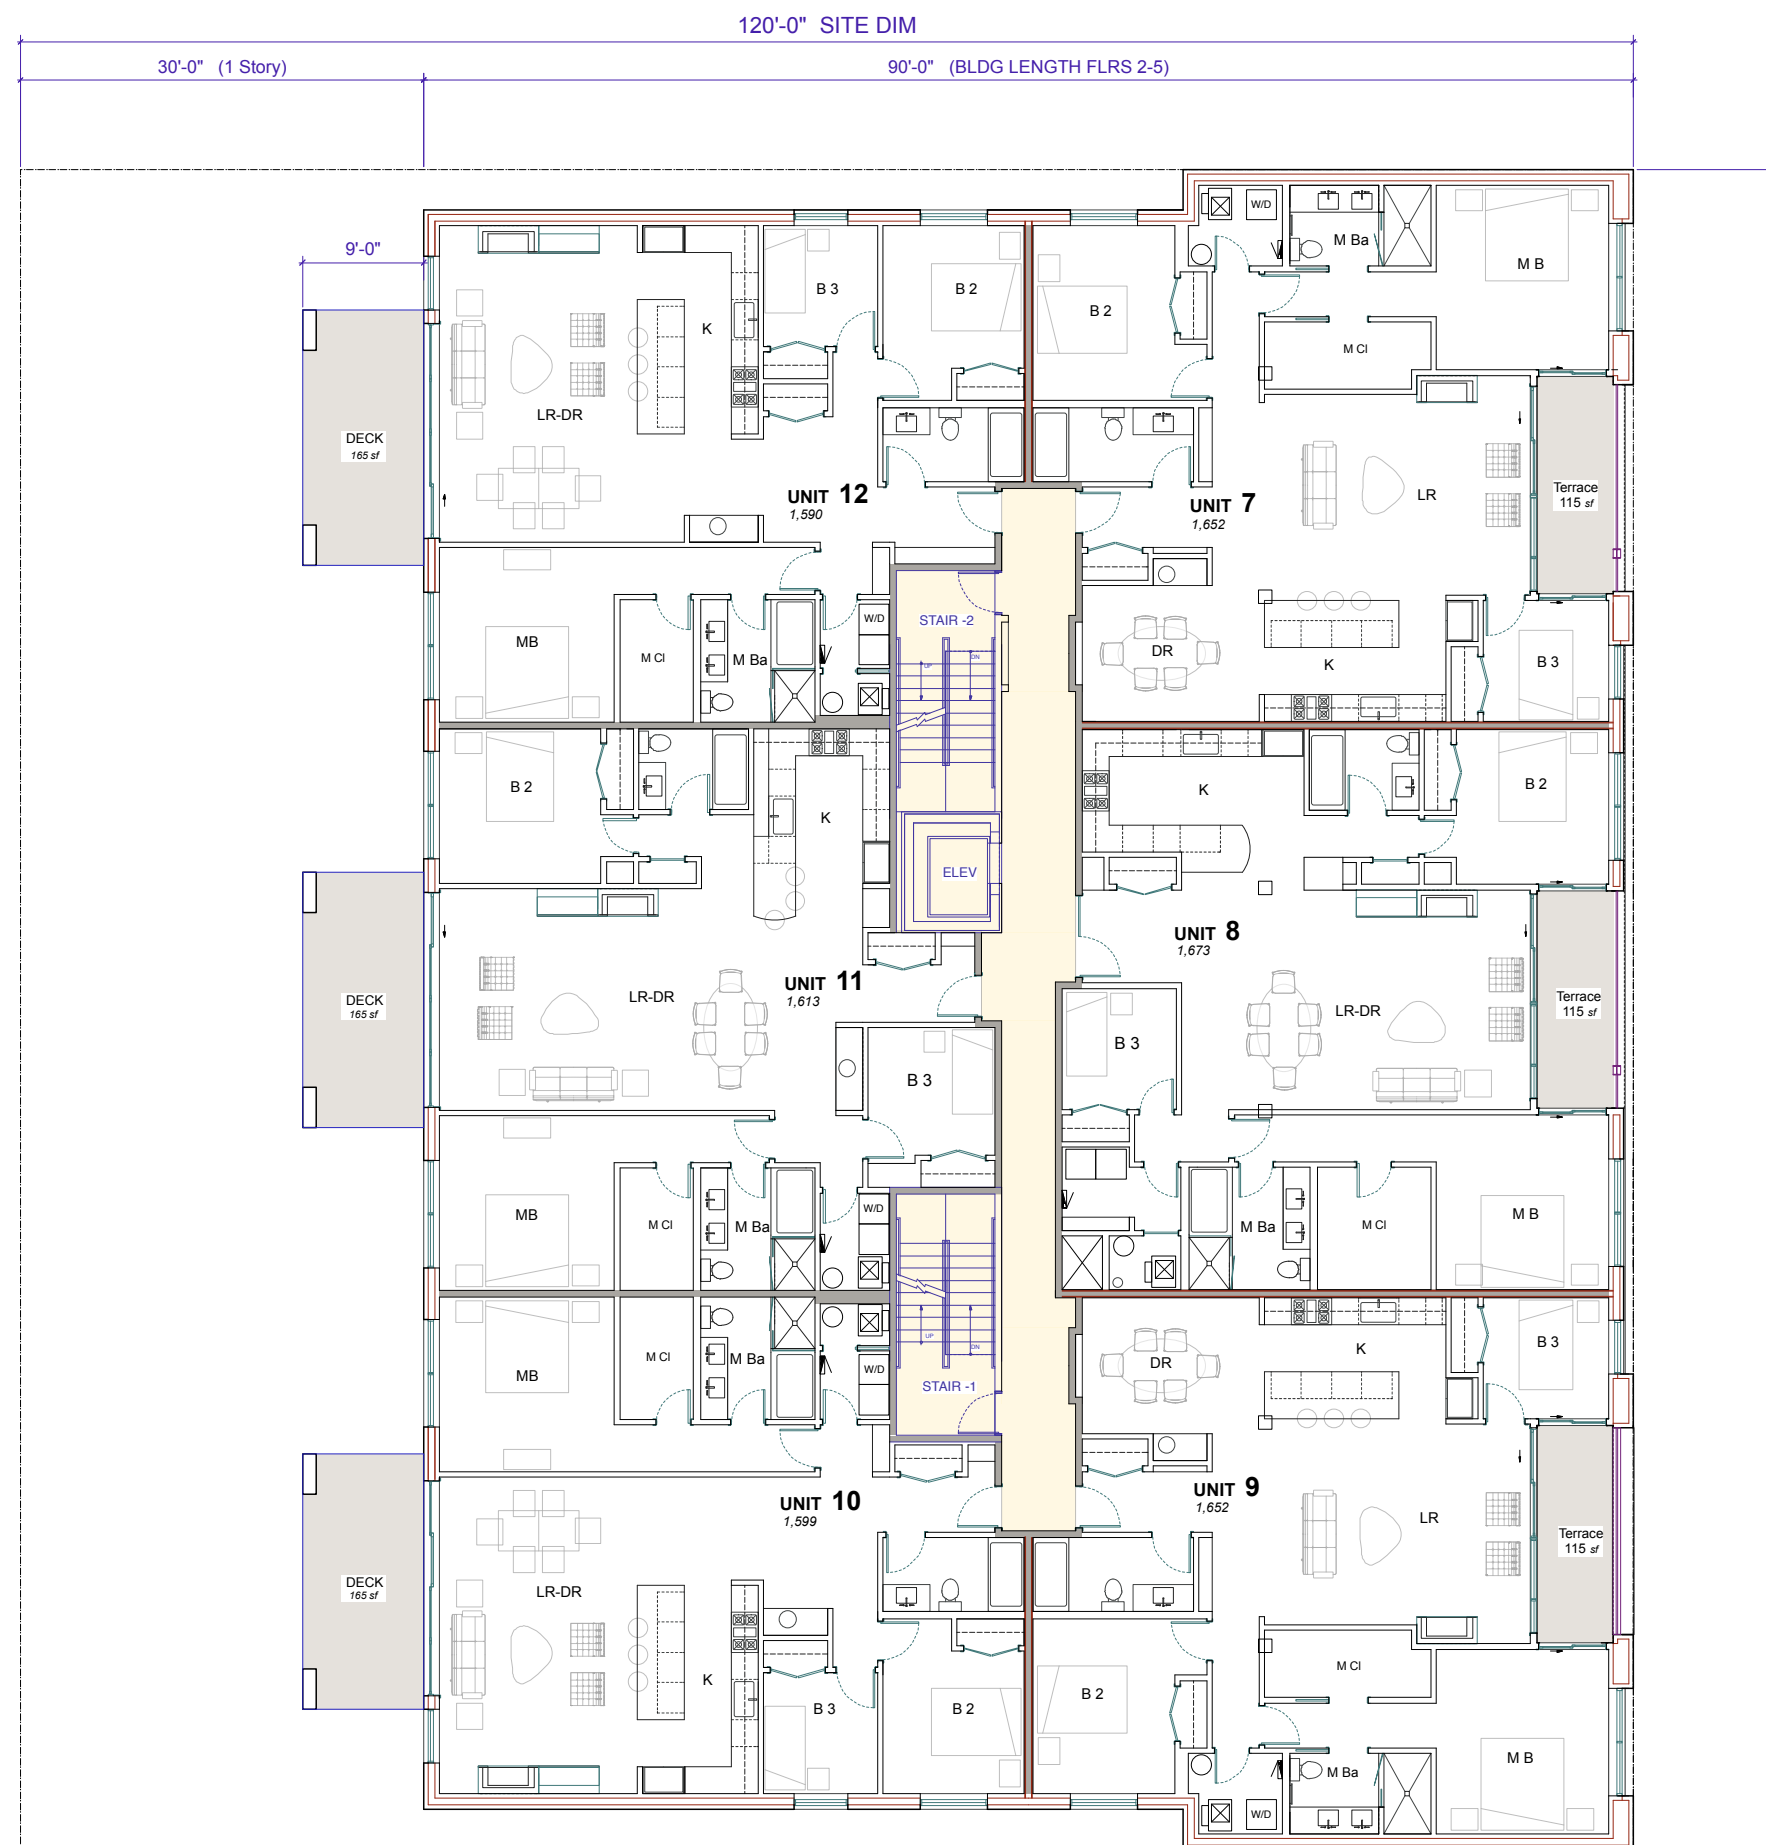 120'-0" SITE DIM
30'-0" (1 Story)
90'-0" (BLDG LENGTH FLRS 2-5)
9'-0"
W/D
M Ba
M B
B 3
B 2
B 2
K
M Cl
LR-DR
DECK
165 sf
UNIT 12
1,590
UNIT 7
1,652
LR
Terrace
115 sf
STAIR -2
UP
DN
W/D
MB
M Cl
M Ba
DR
K
B 3
B 2
K
K
B 2
ELEV
UNIT 11
1,613
UNIT 8
1,673
LR-DR
LR-DR
DECK
165 sf
Terrace
115 sf
B 3
B 3
MB
M Cl
M Ba
W/D
M Ba
M Cl
M B
MB
M Cl
M Ba
W/D
UP
DN
STAIR -1
DR
K
B 3
UNIT 10
1,599
UNIT 9
1,652
LR
Terrace
115 sf
DECK
165 sf
LR-DR
K
B 3
B 2
B 2
M Cl
M B
M Ba
W/D